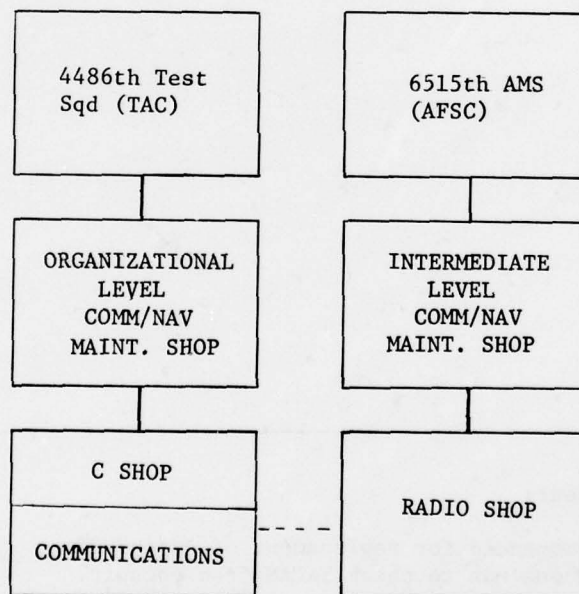 4486th Test
Sqd (TAC)
6515th AMS
(AFSC)
ORGANIZATIONAL
LEVEL
COMM/NAV
MAINT. SHOP
INTERMEDIATE
LEVEL
COMM/NAV
MAINT. SHOP
C SHOP
COMMUNICATIONS
RADIO SHOP